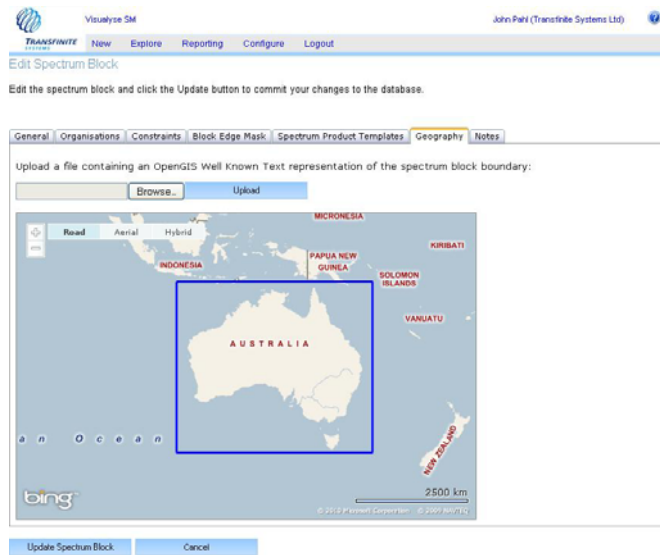 Visualyse SM
John Pahl (Transfinite Systems Ltd)
TRANSFINITE
SYSTEMS
New Explore Reporting Configure Logout
Edit Spectrum Block
Edit the spectrum block and click the Update button to commit your changes to the database.
General Organisations Constraints Block Edge Mask Spectrum Product Templates Geography Notes
Upload a file containing an OpenGIS Well Known Text representation of the spectrum block boundary:
Browse... Upload
MICRONESIA
Road Aerial Hybrid
KIRIBATI
INDONESIA
PAPUA NEW
GUINEA
SOLOMON
ISLANDS
VANUATU
AUSTRALIA
an Ocean
NEW ZEALAND
bing
2500 km
Update Spectrum Block Cancel